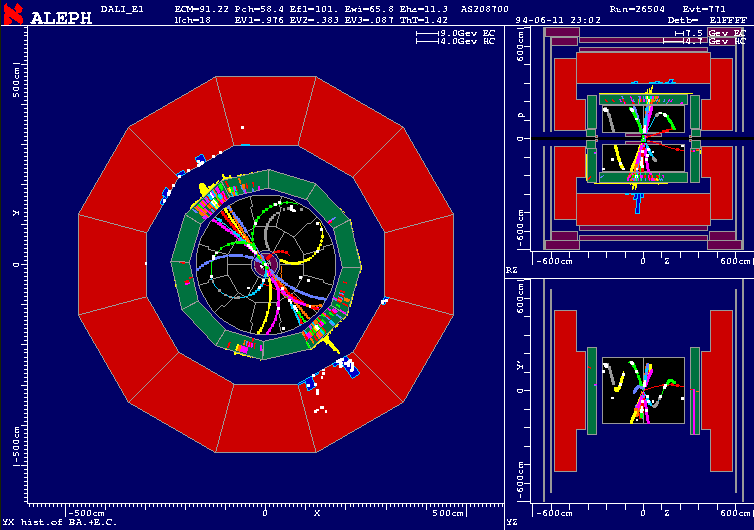 ALEPH DALI_E1 ECM=91.22 Pch=58.4 Efl=101. Ewi=65.8 Eha=11.3 AS208700 Run=26504 Evt=771
Nch=18 EV1=.976 EV2=.383 EV3=.087 ThT=1.42 94-06-11 23:02 Detb= E1FFFF
9.0Gev EC
4.0Gev HC
7.5 Gev EC
4.7 Gev HC
500cm
Y
-500cm
-500cm 0 X 500cm
YX hist.of BA.+E.C.
600cm
ρ
0
-600cm
-600cm 0 Z 600cm
RZ
600cm
Y'
0
-600cm
-600cm 0 Z 600cm
YZ